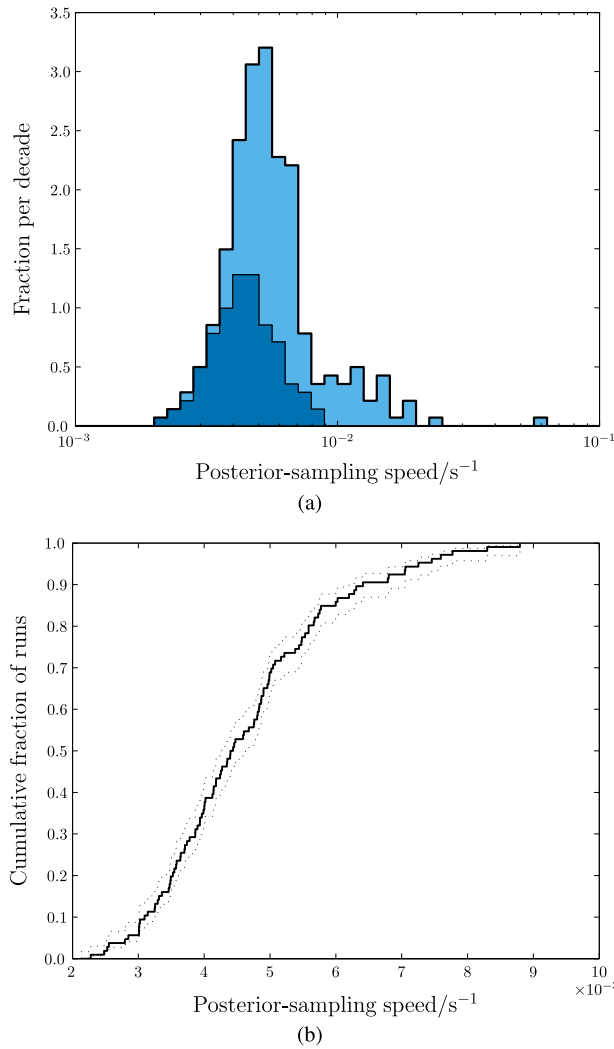 3.5
3.0
2.5
2.0
1.5
1.0
0.5
0.0
Fraction per decade
10⁻³ 10⁻² 10⁻¹
Posterior-sampling speed/s⁻¹
(a)
1.0
0.9
0.8
0.7
0.6
0.5
0.4
0.3
0.2
0.1
0.0
Cumulative fraction of runs
2 3 4 5 6 7 8 9 10
×10⁻³
Posterior-sampling speed/s⁻¹
(b)